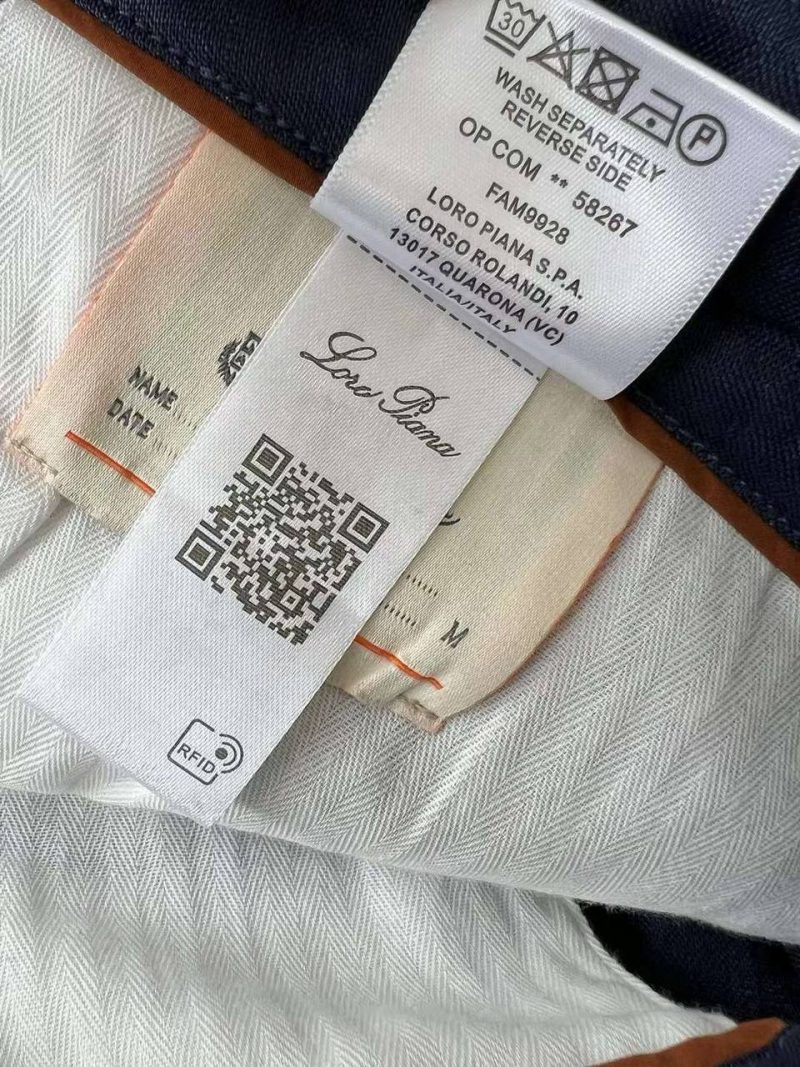 30
P
WASH SEPARATELY
REVERSE SIDE
OP COM ** 58267
FAM9928
LORO PIANA S.P.A.
CORSO ROLANDI, 10
13017 QUARONA (VC)
ITALIA/ITALY
Loro Piana
NAME
DATE
M
RFID